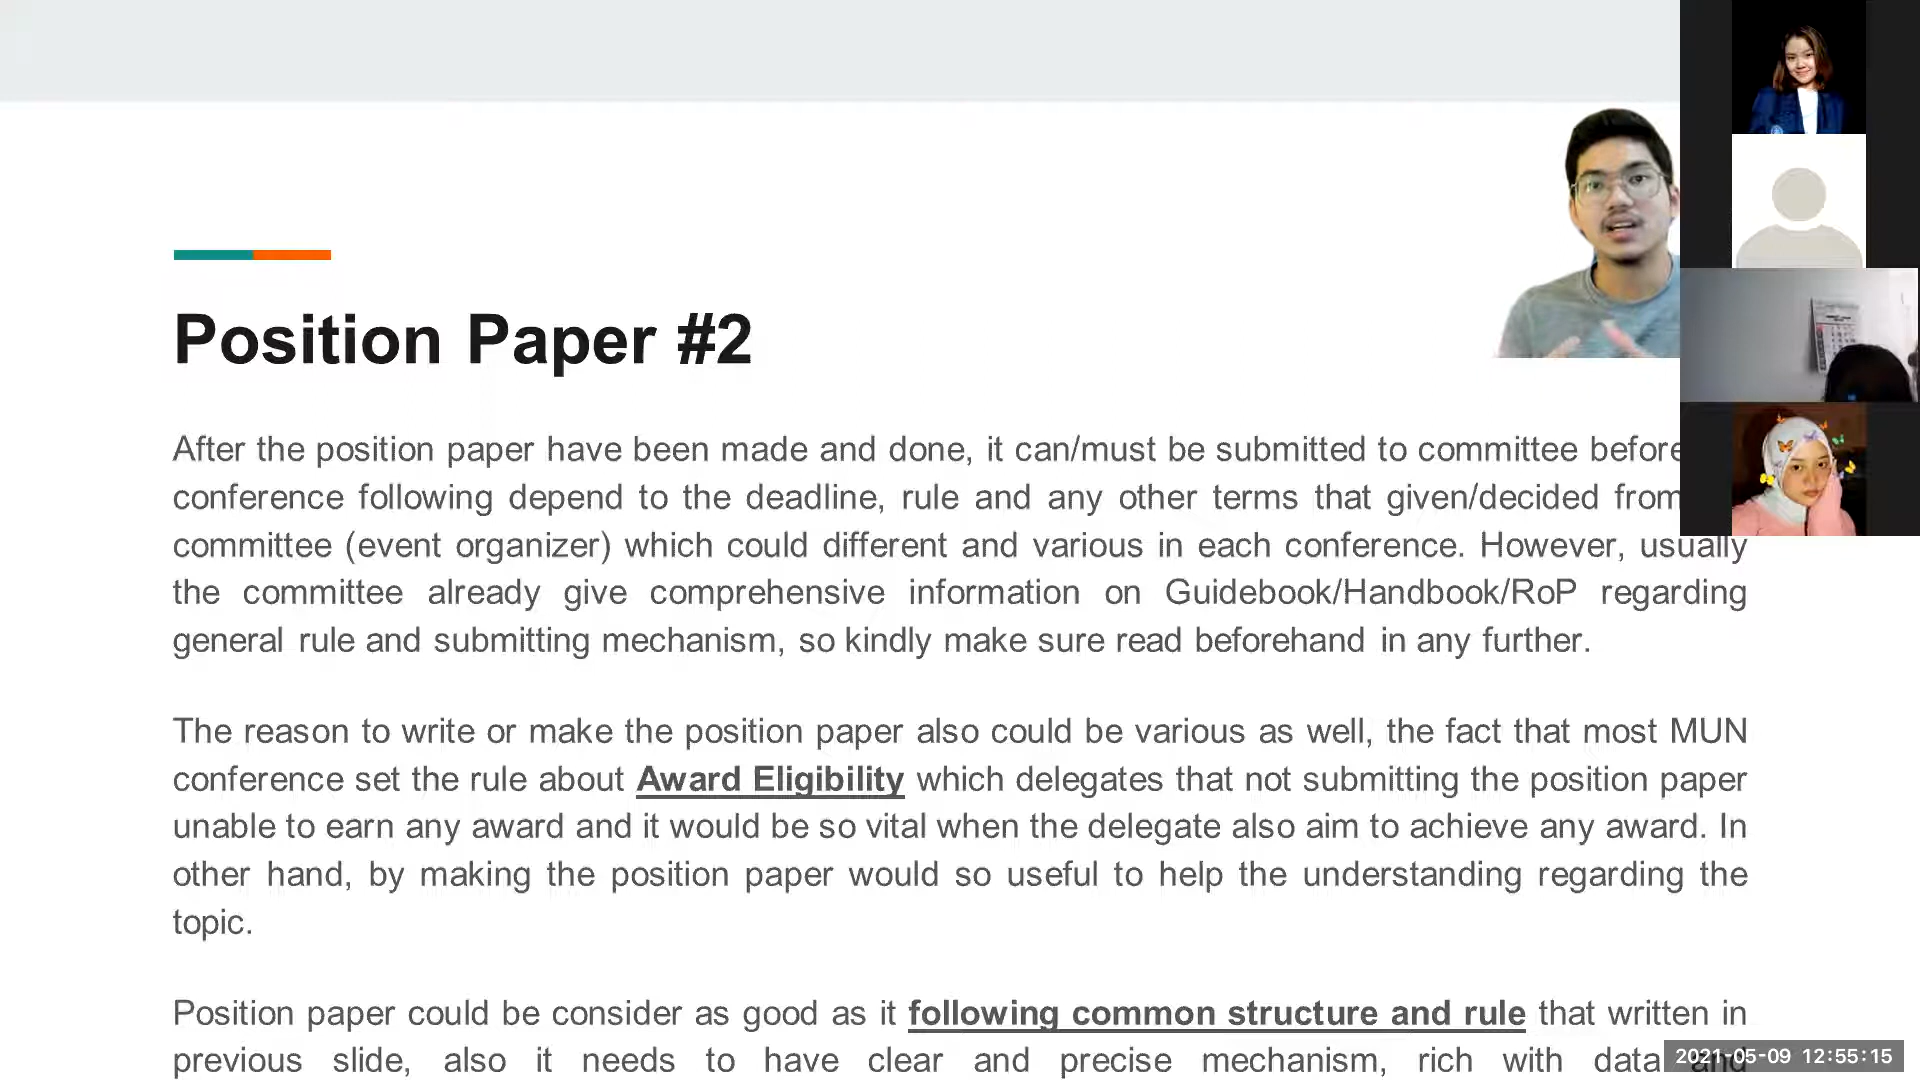 Position Paper #2
After the position paper have been made and done, it can/must be submitted to committee before
conference following depend to the deadline, rule and any other terms that given/decided from
committee (event organizer) which could different and various in each conference. However, usually
the committee already give comprehensive information on Guidebook/Handbook/RoP regarding
general rule and submitting mechanism, so kindly make sure read beforehand in any further.
The reason to write or make the position paper also could be various as well, the fact that most MUN
conference set the rule about Award Eligibility which delegates that not submitting the position paper
unable to earn any award and it would be so vital when the delegate also aim to achieve any award. In
other hand, by making the position paper would so useful to help the understanding regarding the
topic.
Position paper could be consider as good as it following common structure and rule that written in
previous slide, also it needs to have clear and precise mechanism, rich with data and
2021-05-09 12:55:15